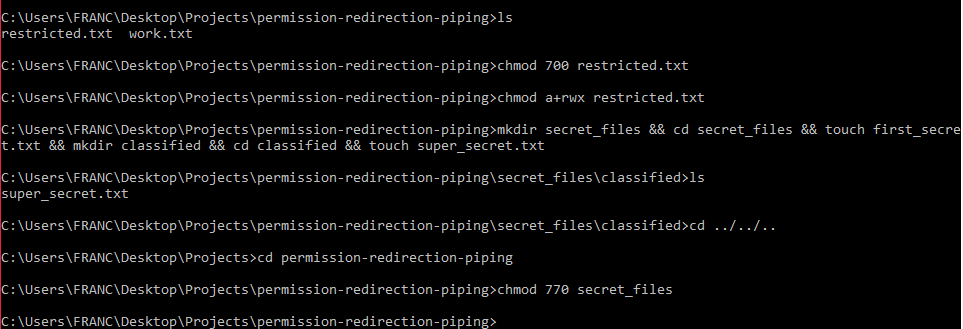 C:\Users\FRANC\Desktop\Projects\permission-redirection-piping>ls
restricted.txt  work.txt
C:\Users\FRANC\Desktop\Projects\permission-redirection-piping>chmod 700 restricted.txt
C:\Users\FRANC\Desktop\Projects\permission-redirection-piping>chmod a+rwx restricted.txt
C:\Users\FRANC\Desktop\Projects\permission-redirection-piping>mkdir secret_files && cd secret_files && touch first_secre
t.txt && mkdir classified && cd classified && touch super_secret.txt
C:\Users\FRANC\Desktop\Projects\permission-redirection-piping\secret_files\classified>ls
super_secret.txt
C:\Users\FRANC\Desktop\Projects\permission-redirection-piping\secret_files\classified>cd ../../..
C:\Users\FRANC\Desktop\Projects>cd permission-redirection-piping
C:\Users\FRANC\Desktop\Projects\permission-redirection-piping>chmod 770 secret_files
C:\Users\FRANC\Desktop\Projects\permission-redirection-piping>